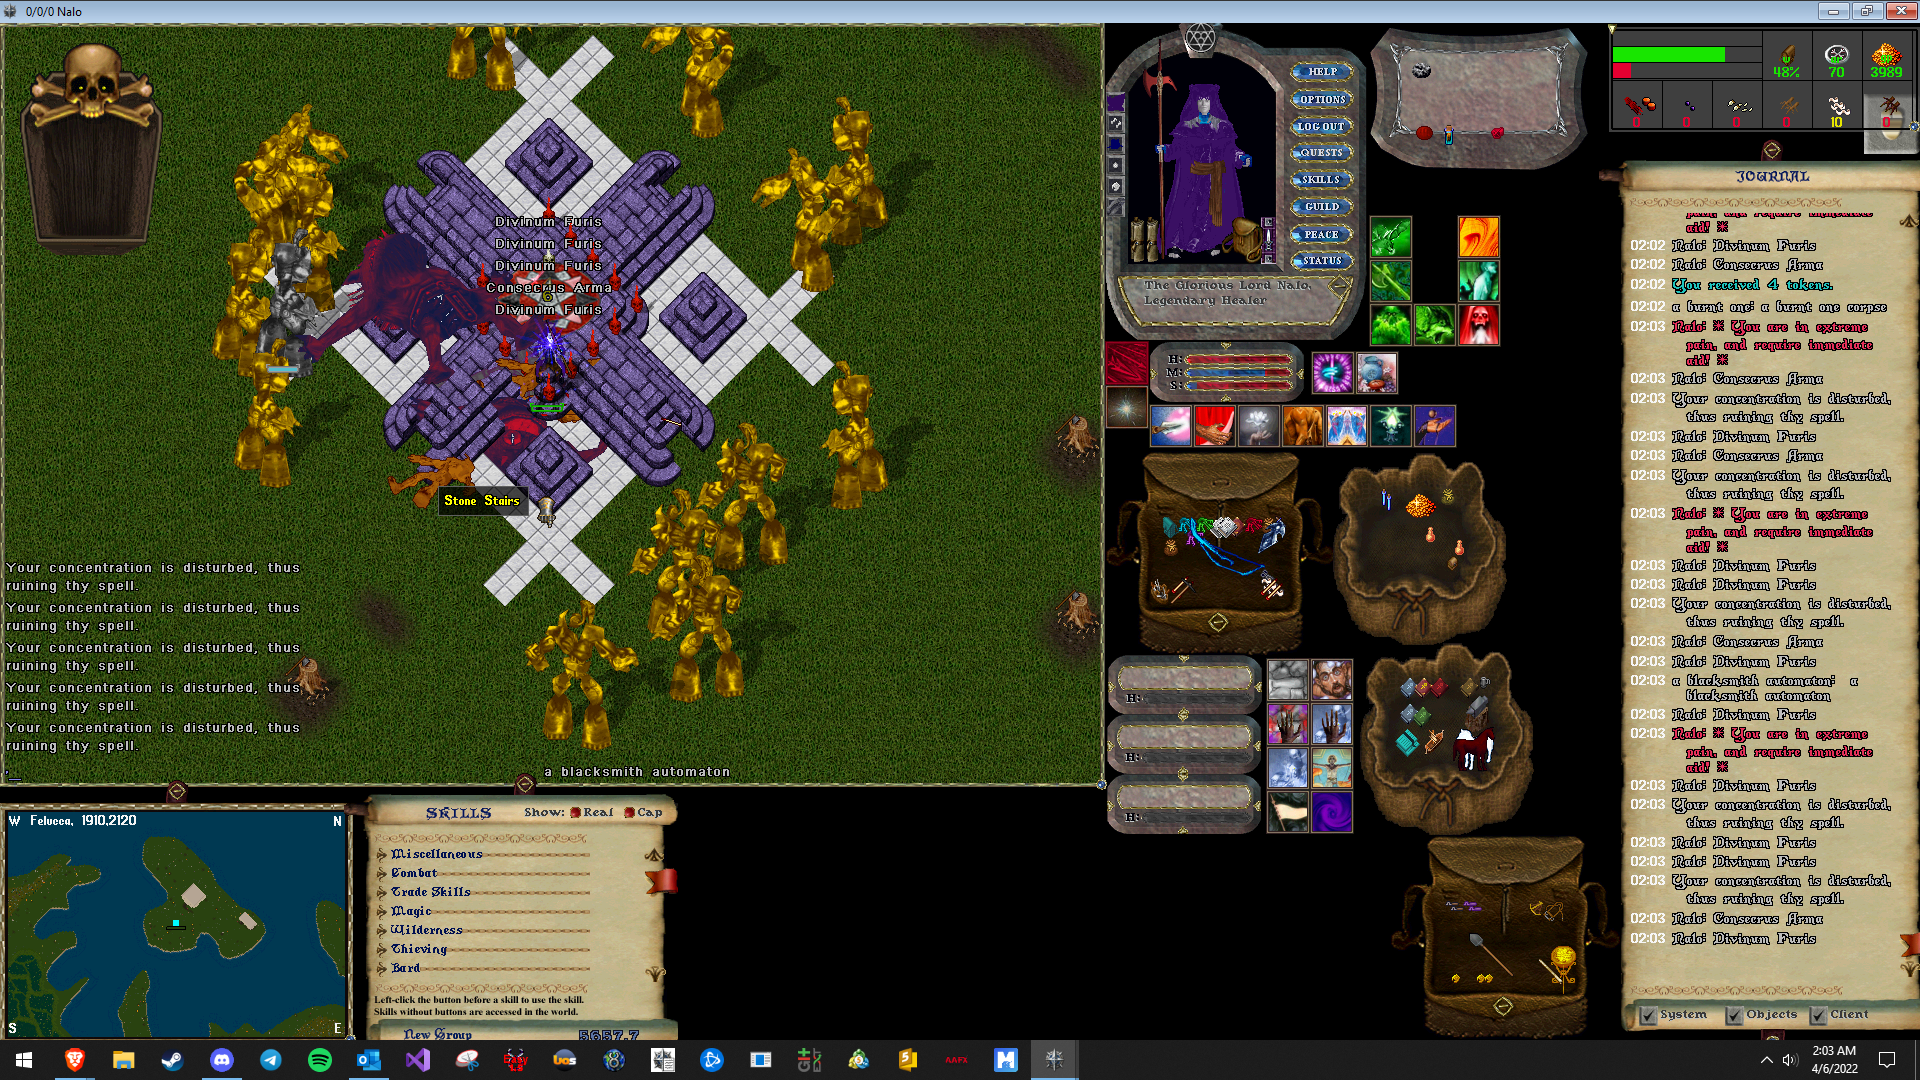 0/0/0 Nalo
Divinum Furis
Divinum Furis
Divinum Furis
Consecrus Arma
Divinum Furis
Stone Stairs
Your concentration is disturbed, thus
ruining thy spell.
Your concentration is disturbed, thus
ruining thy spell.
Your concentration is disturbed, thus
ruining thy spell.
Your concentration is disturbed, thus
ruining thy spell.
Your concentration is disturbed, thus
ruining thy spell.
a blacksmith automaton
HELP
OPTIONS
LOG OUT
QUESTS
SKILLS
GUILD
PEACE
STATUS
The Glorious Lord Nalo,
Legendary Healer
H:
M:
S:
H:
H:
H:
48%
70
3989
0
0
0
0
10
0
JOURNAL
pain, and require immediate
aid! *
02:02 Nalo: Divinum Furis
02:02 Nalo: Consecrus Arma
02:02 You received 4 tokens.
02:02 a burnt one: a burnt one corpse
02:03 Nalo: * You are in extreme
pain, and require immediate
aid! *
02:03 Nalo: Consecrus Arma
02:03 Your concentration is disturbed,
thus ruining thy spell.
02:03 Nalo: Divinum Furis
02:03 Nalo: Consecrus Arma
02:03 Your concentration is disturbed,
thus ruining thy spell.
02:03 Nalo: * You are in extreme
pain, and require immediate
aid! *
02:03 Nalo: Divinum Furis
02:03 Nalo: Divinum Furis
02:03 Your concentration is disturbed,
thus ruining thy spell.
02:03 Nalo: Consecrus Arma
02:03 Nalo: Divinum Furis
02:03 a blacksmith automaton: a
blacksmith automaton
02:03 Nalo: Divinum Furis
02:03 Nalo: * You are in extreme
pain, and require immediate
aid! *
02:03 Nalo: Divinum Furis
02:03 Your concentration is disturbed,
thus ruining thy spell.
02:03 Nalo: Divinum Furis
02:03 Nalo: Divinum Furis
02:03 Your concentration is disturbed,
thus ruining thy spell.
02:03 Nalo: Consecrus Arma
02:03 Nalo: Divinum Furis
System Objects Client
W Felucca, 1910,2120 N
S E
SKILLS Show: Real Cap
Miscellaneous
Combat
Trade Skills
Magic
Wilderness
Thieving
Bard
Left-click the button before a skill to use the skill.
Skills without buttons are accessed in the world.
New Group 5657.7
UOS
AAFX
2:03 AM
4/6/2022